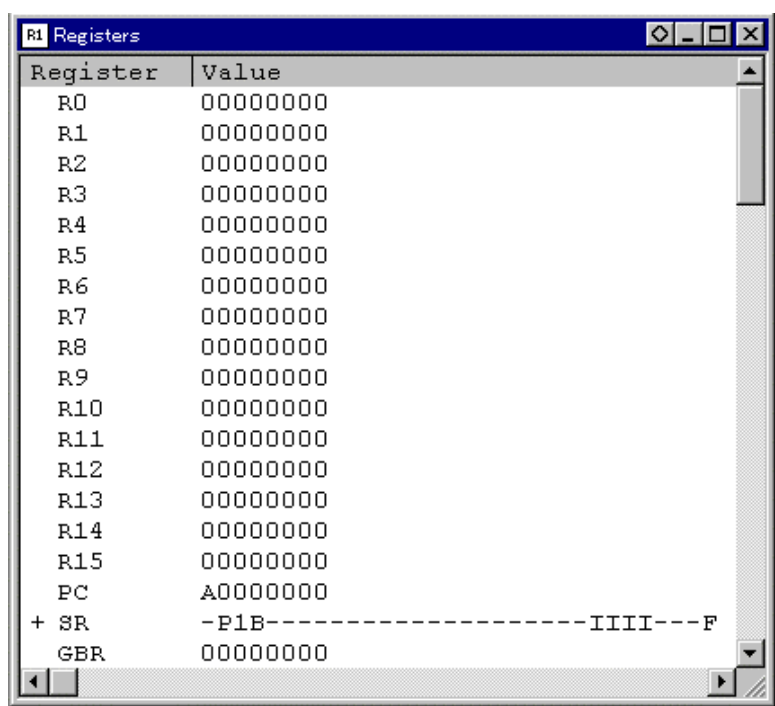 R1 Registers
Register Value
R0 00000000
R1 00000000
R2 00000000
R3 00000000
R4 00000000
R5 00000000
R6 00000000
R7 00000000
R8 00000000
R9 00000000
R10 00000000
R11 00000000
R12 00000000
R13 00000000
R14 00000000
R15 00000000
PC A0000000
+ SR -P1B--------------------IIII---F
GBR 00000000